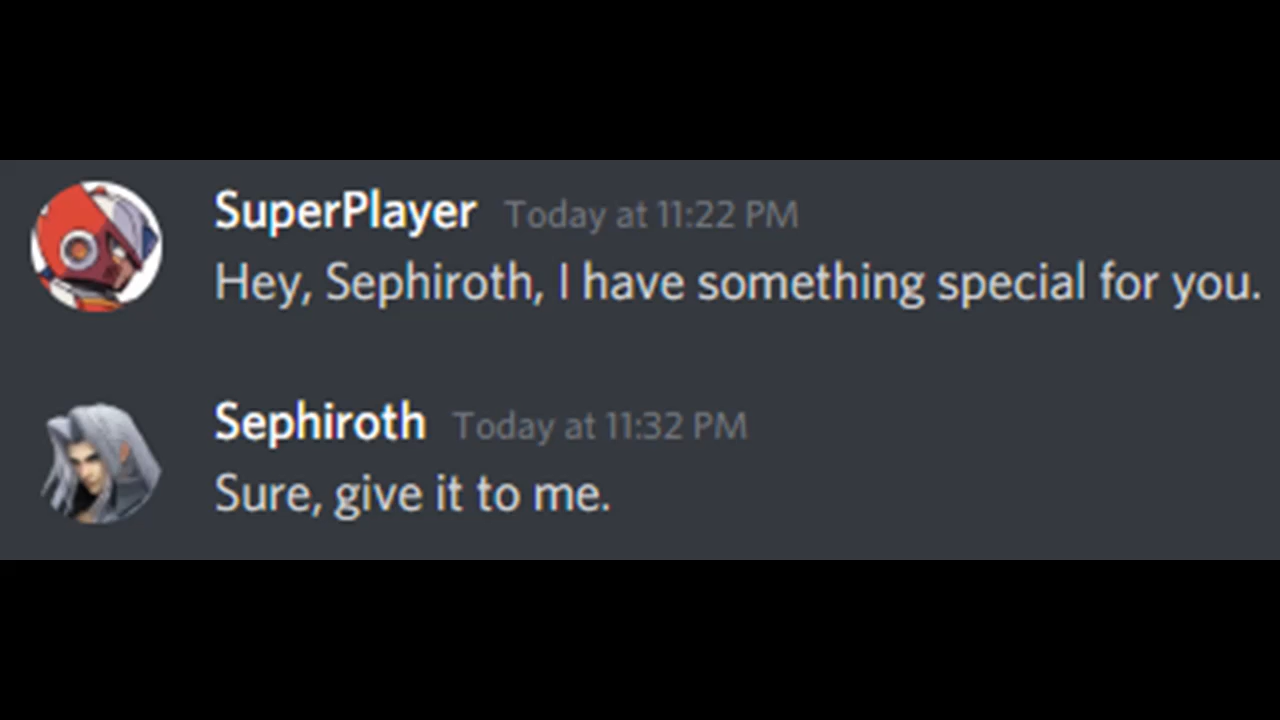 SuperPlayer Today at 11:22 PM
Hey, Sephiroth, I have something special for you.
Sephiroth Today at 11:32 PM
Sure, give it to me.